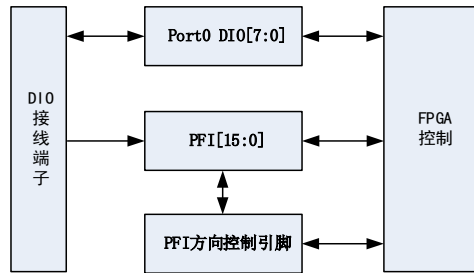 Port0 DIO[7:0]
DIO
接
线
端
子
PFI[15:0]
FPGA
控制
PFI方向控制引脚